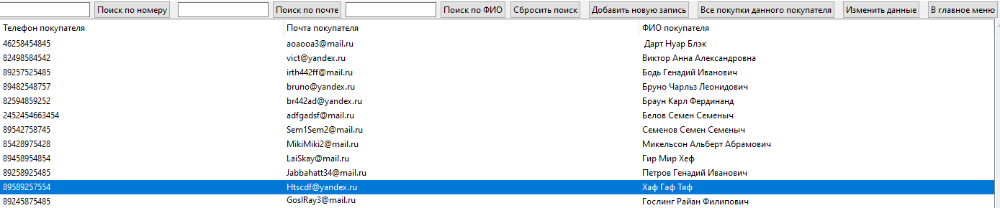 Поиск по номеру Поиск по почте Поиск по ФИО Сбросить поиск Добавить новую запись Все покупки данного покупателя Изменить данные В главное меню
Телефон покупателя Почта покупателя ФИО покупателя
46258454845 aoaooa3@mail.ru Дарт Нуар Блэк
82498584542 vict@yandex.ru Виктор Анна Александровна
89257525485 irth442ff@mail.ru Бодь Генадий Иванович
89482548757 bruno@yandex.ru Бруно Чарльз Леонидович
82594859252 br442ad@yandex.ru Браун Карл Фердинанд
2452454663454 adfgadsf@mail.ru Белов Семен Семеныч
89542758745 Sem1Sem2@mail.ru Семенов Семен Семеныч
85428975428 MikiMiki2@mail.ru Микельсон Альберт Абрамович
89458954854 LaiSkay@mail.ru Гир Мир Хеф
89258925485 Jabbahatt34@mail.ru Петров Генадий Иванович
89589257554 Htscdf@yandex.ru Хаф Гаф Тяф
89245875485 GoslRay3@mail.ru Гослинг Райан Филипович